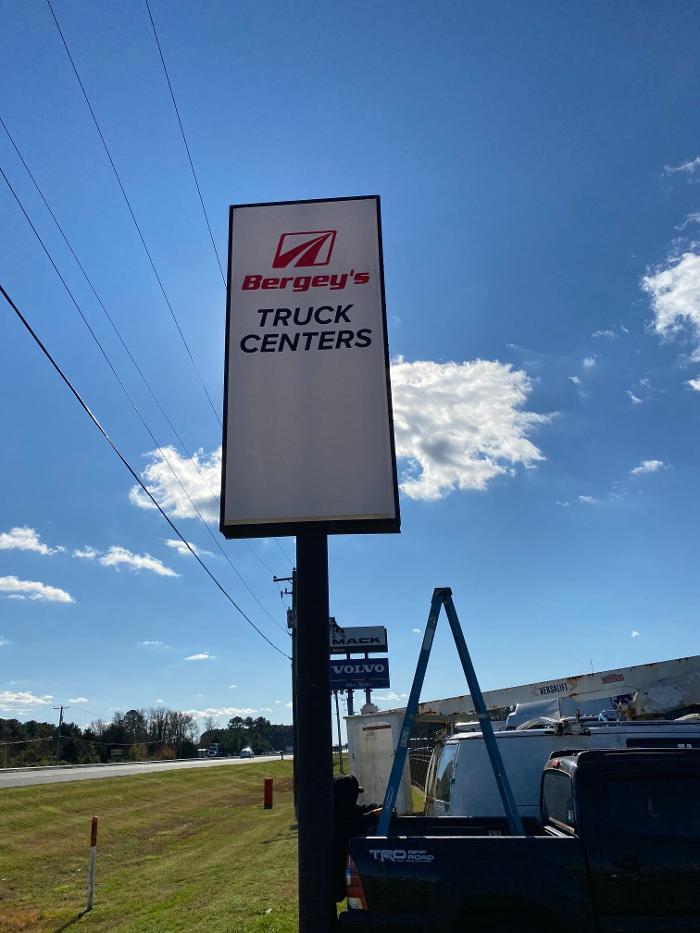 Bergey's
TRUCK
CENTERS
MACK
VOLVO
VERSALIFT
TRD OFF
ROAD